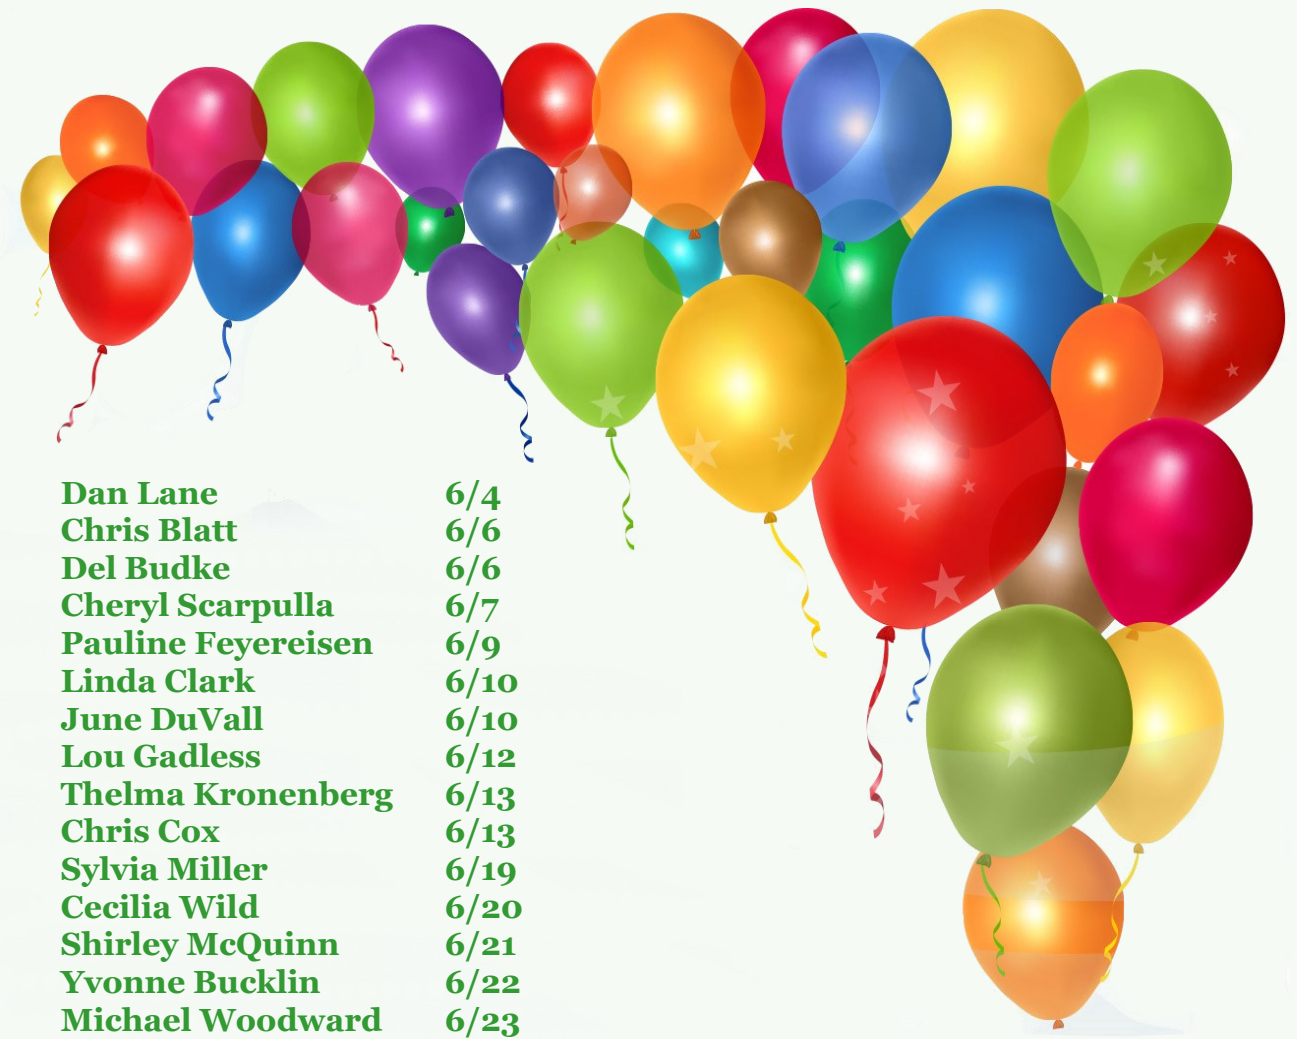 Dan Lane 6/4
Chris Blatt 6/6
Del Budke 6/6
Cheryl Scarpulla 6/7
Pauline Feyereisen 6/9
Linda Clark 6/10
June DuVall 6/10
Lou Gadless 6/12
Thelma Kronenberg 6/13
Chris Cox 6/13
Sylvia Miller 6/19
Cecilia Wild 6/20
Shirley McQuinn 6/21
Yvonne Bucklin 6/22
Michael Woodward 6/23